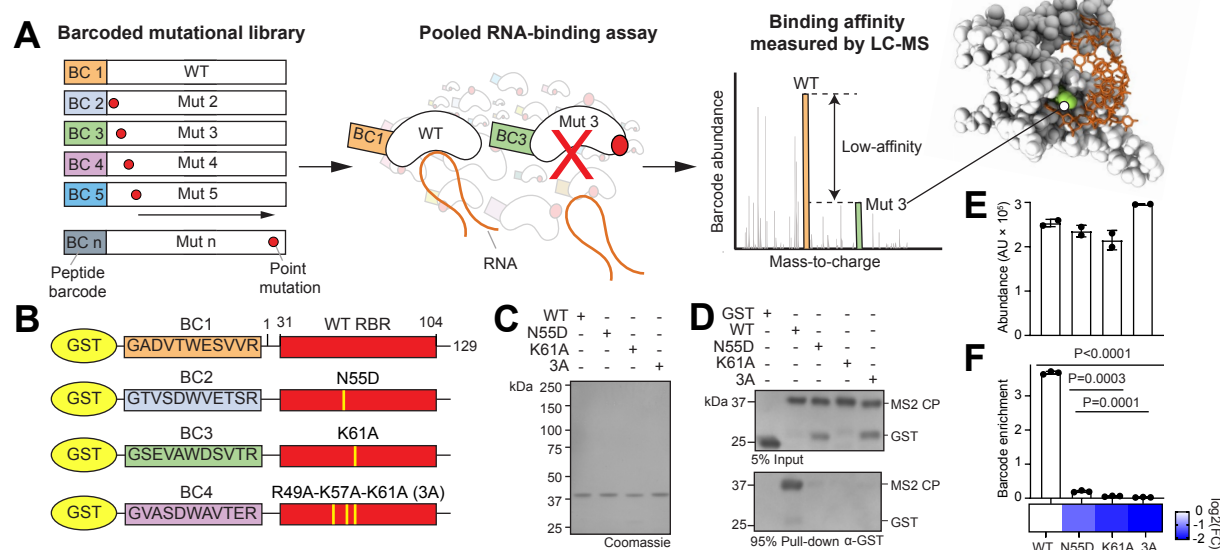 A
Barcoded mutational library
BC 1 WT
BC 2 Mut 2
BC 3 Mut 3
BC 4 Mut 4
BC 5 Mut 5
BC n Mut n
Peptide
barcode
Point
mutation
Pooled RNA-binding assay
BC1
WT
BC3
Mut 3
X
RNA
Binding affinity
measured by LC-MS
Barcode abundance
WT
Low-affinity
Mut 3
Mass-to-charge
B
BC1 1 31 WT RBR 104
GST GADVTWESVVR 129
BC2 N55D
GST GTVSDWVETSR
BC3 K61A
GST GSEVAWDSVTR
BC4 R49A-K57A-K61A (3A)
GST GVASDWAVTER
C
WT + - - -
N55D - + - -
K61A - - + -
3A - - - +
kDa
250
150
100
75
50
37
25
Coomassie
D
GST + - - - -
WT - + - - -
N55D - - + - -
K61A - - - + -
3A - - - - +
kDa 37 MS2 CP
25 GST
5% Input
37 MS2 CP
25 GST
95% Pull-down α-GST
E
Abundance (AU × 10⁵)
3
2
1
0
F
P<0.0001
P=0.0003
P=0.0001
Barcode enrichment
3
2
1
0
WT N55D K61A 3A
0
-1
-2
log2(FC)